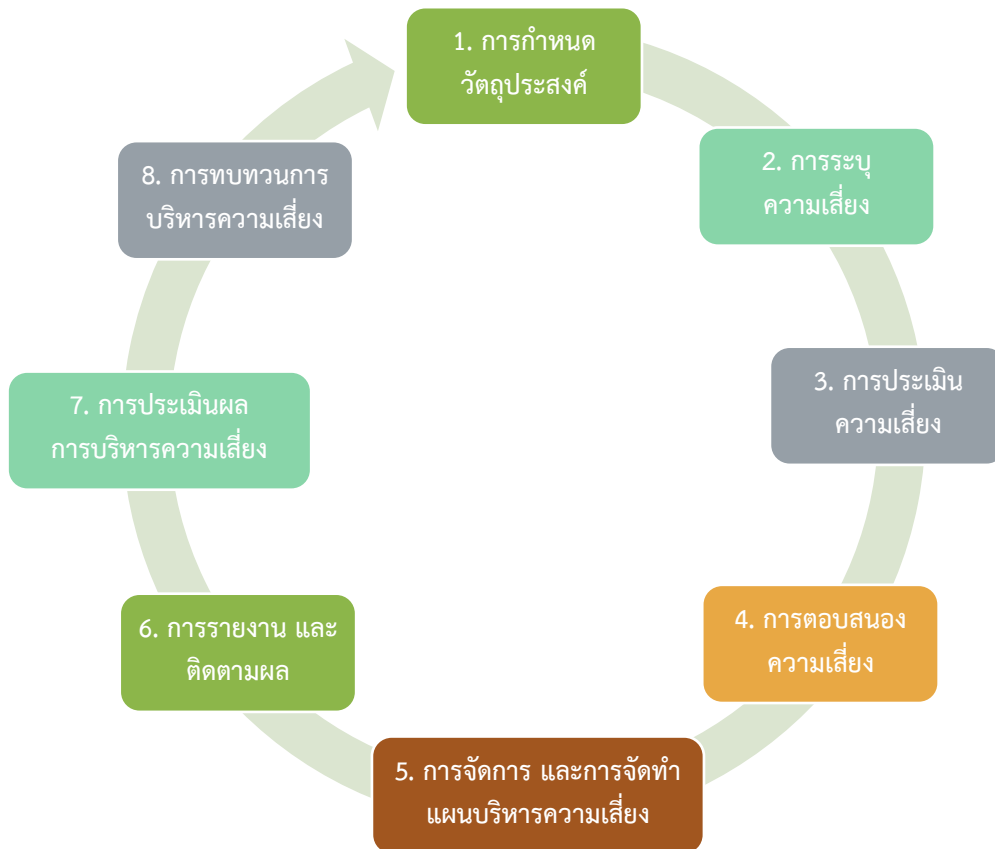 1. การกำหนด
วัตถุประสงค์
2. การระบุ
ความเสี่ยง
3. การประเมิน
ความเสี่ยง
4. การตอบสนอง
ความเสี่ยง
5. การจัดการ และการจัดทำ
แผนบริหารความเสี่ยง
6. การรายงาน และ
ติดตามผล
7. การประเมินผล
การบริหารความเสี่ยง
8. การทบทวนการ
บริหารความเสี่ยง